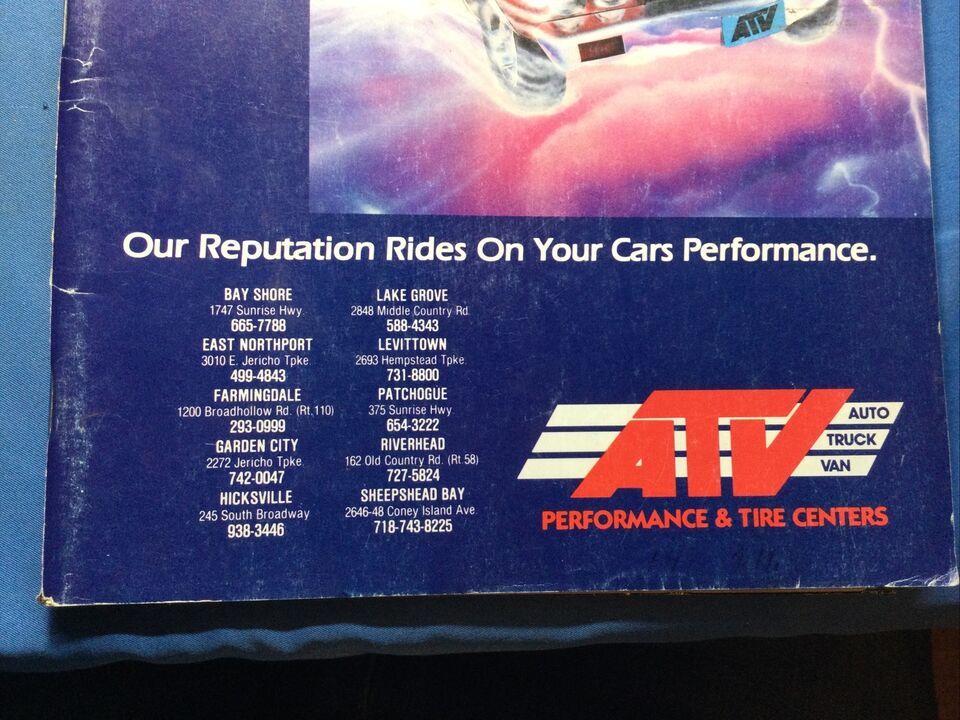 ATV
Our Reputation Rides On Your Cars Performance.
BAY SHORE
1747 Sunrise Hwy.
665-7788
EAST NORTHPORT
3010 E. Jericho Tpke.
499-4843
FARMINGDALE
1200 Broadhollow Rd. (Rt.110)
293-0999
GARDEN CITY
2272 Jericho Tpke.
742-0047
HICKSVILLE
245 South Broadway
938-3446
LAKE GROVE
2848 Middle Country Rd.
588-4343
LEVITTOWN
2693 Hempstead Tpke.
731-8800
PATCHOGUE
375 Sunrise Hwy.
654-3222
RIVERHEAD
162 Old Country Rd. (Rt.58)
727-5824
SHEEPSHEAD BAY
2646-48 Coney Island Ave.
718-743-8225
ATV
AUTO
TRUCK
VAN
PERFORMANCE & TIRE CENTERS